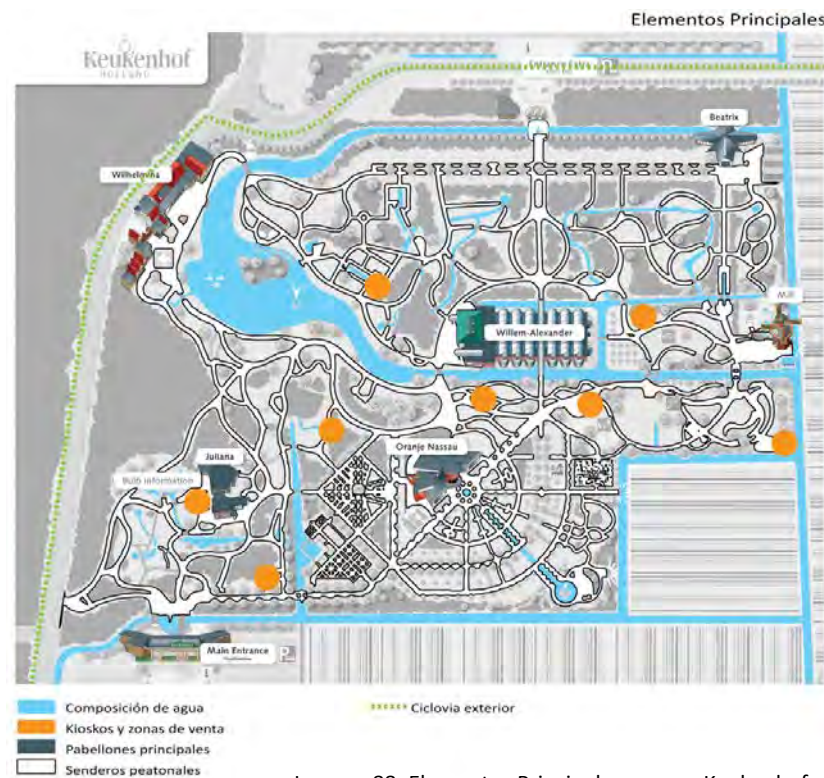 Elementos Principales
Keukenhof
HOLLAND
Beatrix
Wilhelmina
Mill
Willem-Alexander
Oranje Nassau
Juliana
Bulb information
Main Entrance
Composición de agua
Kioskos y zonas de venta
Pabellones principales
Senderos peatonales
Ciclovia exterior